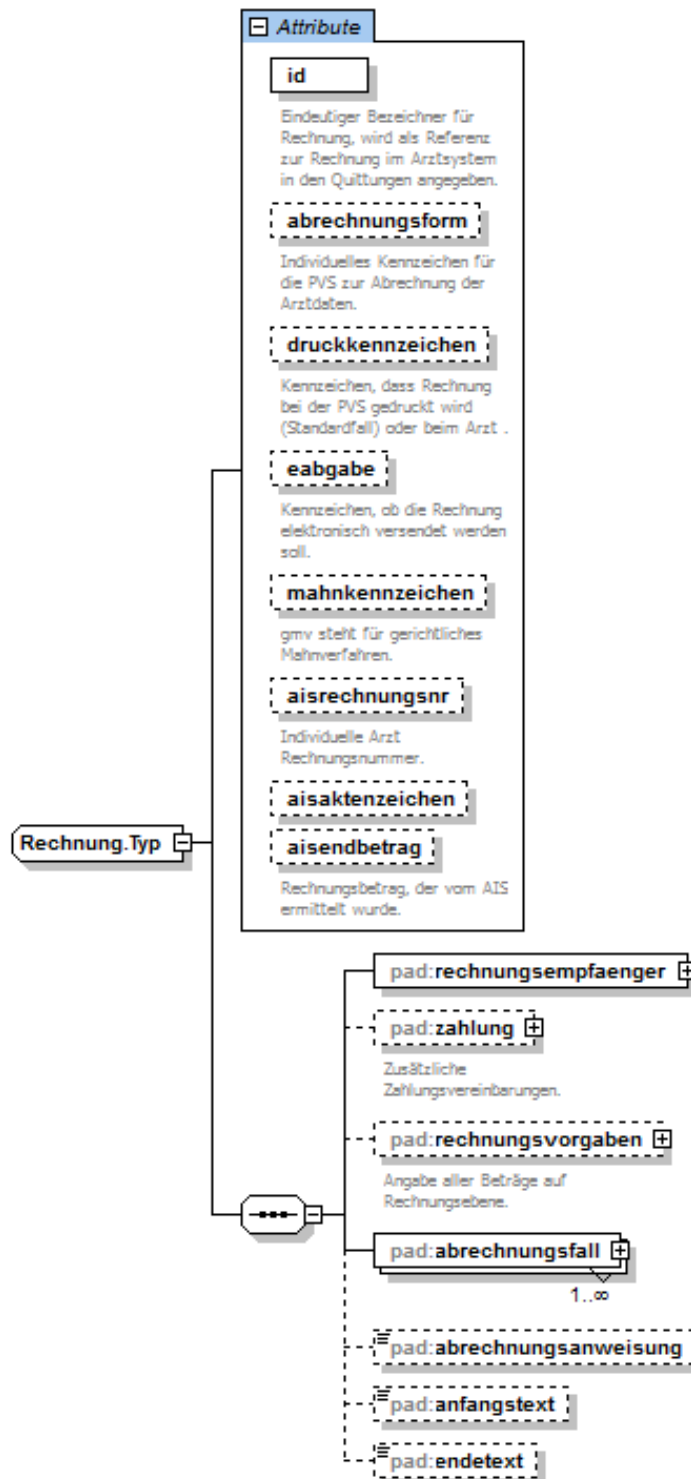 Attribute
id
Eindeutiger Bezeichner für
Rechnung, wird als Referenz
zur Rechnung im Arztsystem
in den Quittungen angegeben.
abrechnungsform
Individuelles Kennzeichen für
die PVS zur Abrechnung der
Arztdaten.
druckkennzeichen
Kennzeichen, dass Rechnung
bei der PVS gedruckt wird
(Standardfall) oder beim Arzt .
eabgabe
Kennzeichen, ob die Rechnung
elektronisch versendet werden
soll.
mahnkennzeichen
gmv steht für gerichtliches
Mahnverfahren.
aisrechnungsnr
Individuelle Arzt
Rechnungsnummer.
aisaktenzeichen
aisendbetrag
Rechnungsbetrag, der vom AIS
ermittelt wurde.
Rechnung.Typ
pad:rechnungsempfaenger
pad:zahlung
Zusätzliche
Zahlungsvereinbarungen.
pad:rechnungsvorgaben
Angabe aller Beträge auf
Rechnungsebene.
pad:abrechnungsfall
1..∞
pad:abrechnungsanweisung
pad:anfangstext
pad:endetext